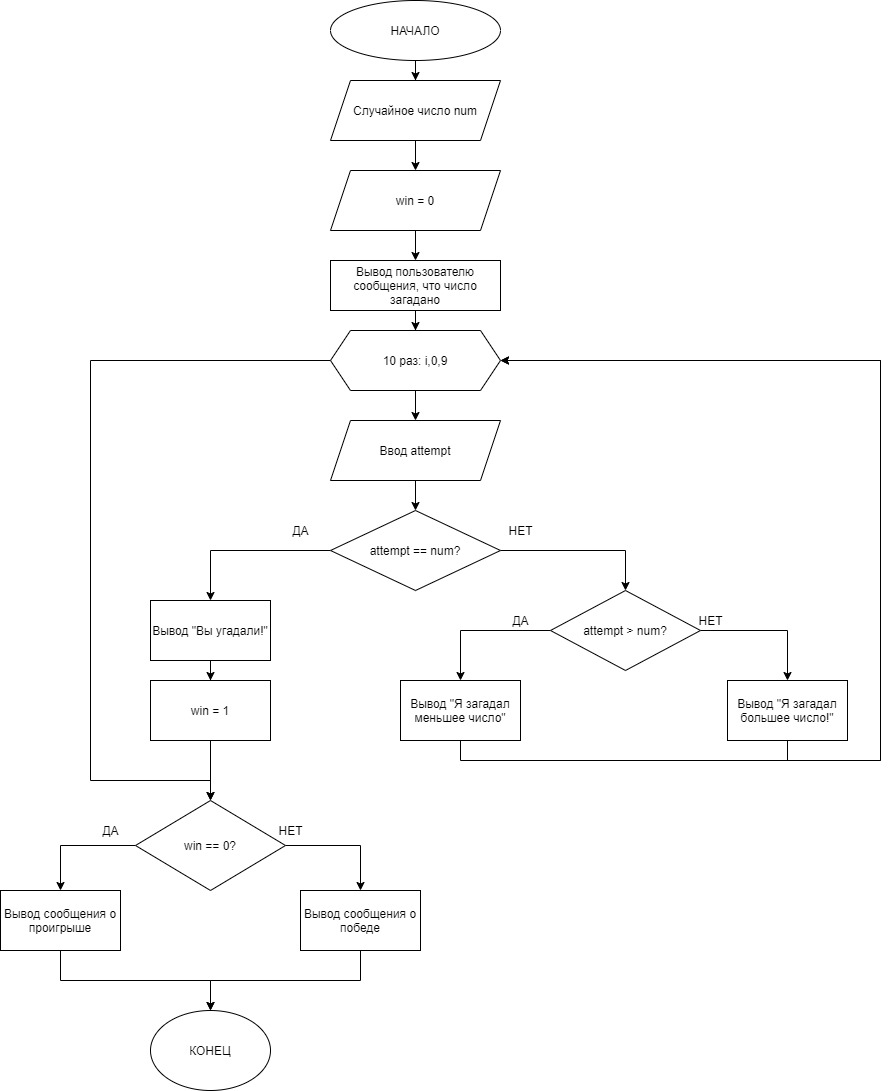 НАЧАЛО
Случайное число num
win = 0
Вывод пользователю
сообщения, что число
загадано
10 раз: i,0,9
Ввод attempt
ДА
НЕТ
attempt == num?
Вывод "Вы угадали!"
ДА
НЕТ
attempt > num?
win = 1
Вывод "Я загадал
меньшее число"
Вывод "Я загадал
большее число!"
ДА
НЕТ
win == 0?
Вывод сообщения о
проигрыше
Вывод сообщения о
победе
КОНЕЦ